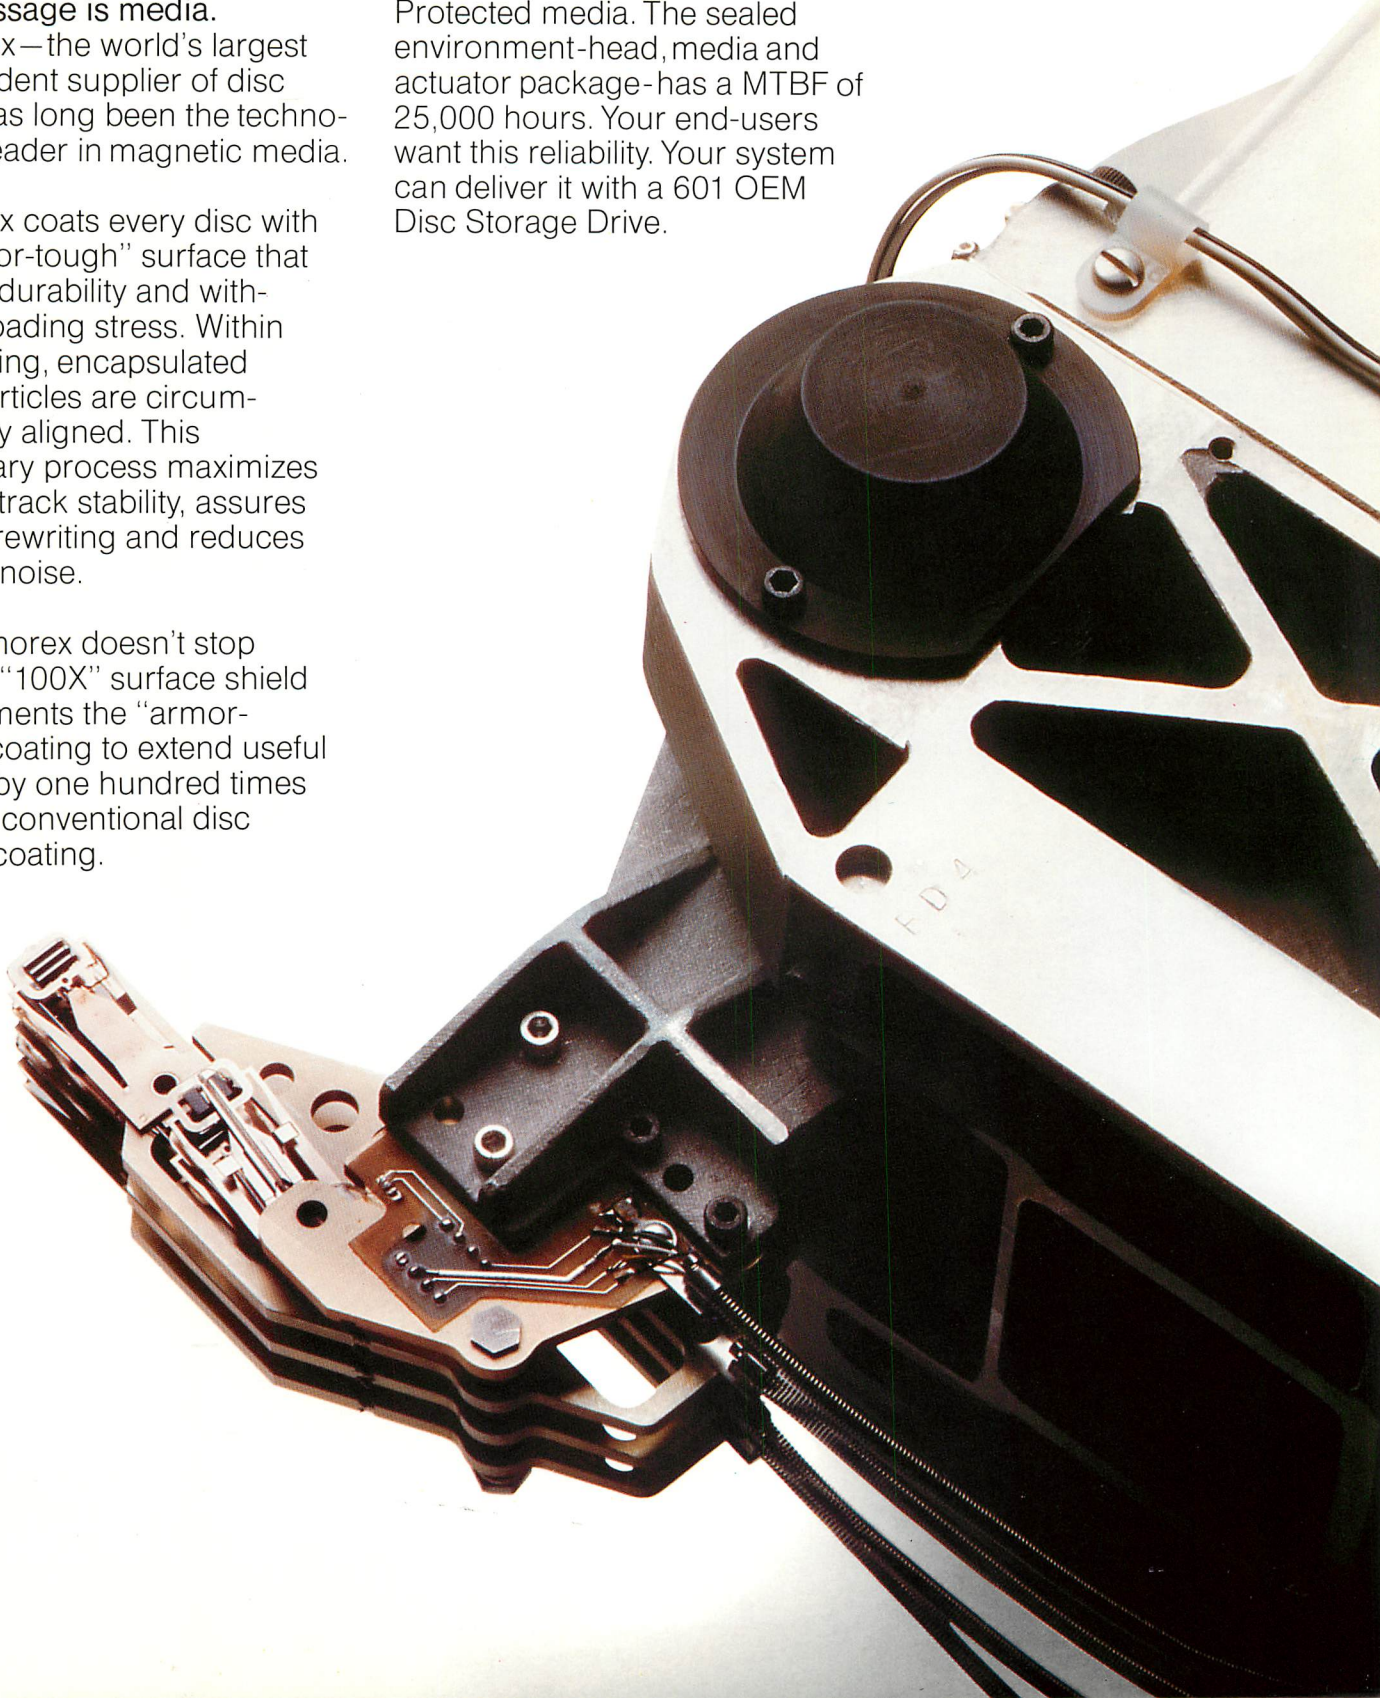 ssage is media.
x—the world's largest
dent supplier of disc
as long been the techno-
eader in magnetic media.
x coats every disc with
or-tough" surface that
durability and with-
oading stress. Within
ing, encapsulated
rticles are circum-
y aligned. This
ary process maximizes
track stability, assures
rewriting and reduces
noise.
norex doesn't stop
"100X" surface shield
nents the "armor-
coating to extend useful
by one hundred times
conventional disc
coating.
Protected media. The sealed
environment-head, media and
actuator package-has a MTBF of
25,000 hours. Your end-users
want this reliability. Your system
can deliver it with a 601 OEM
Disc Storage Drive.
FD4